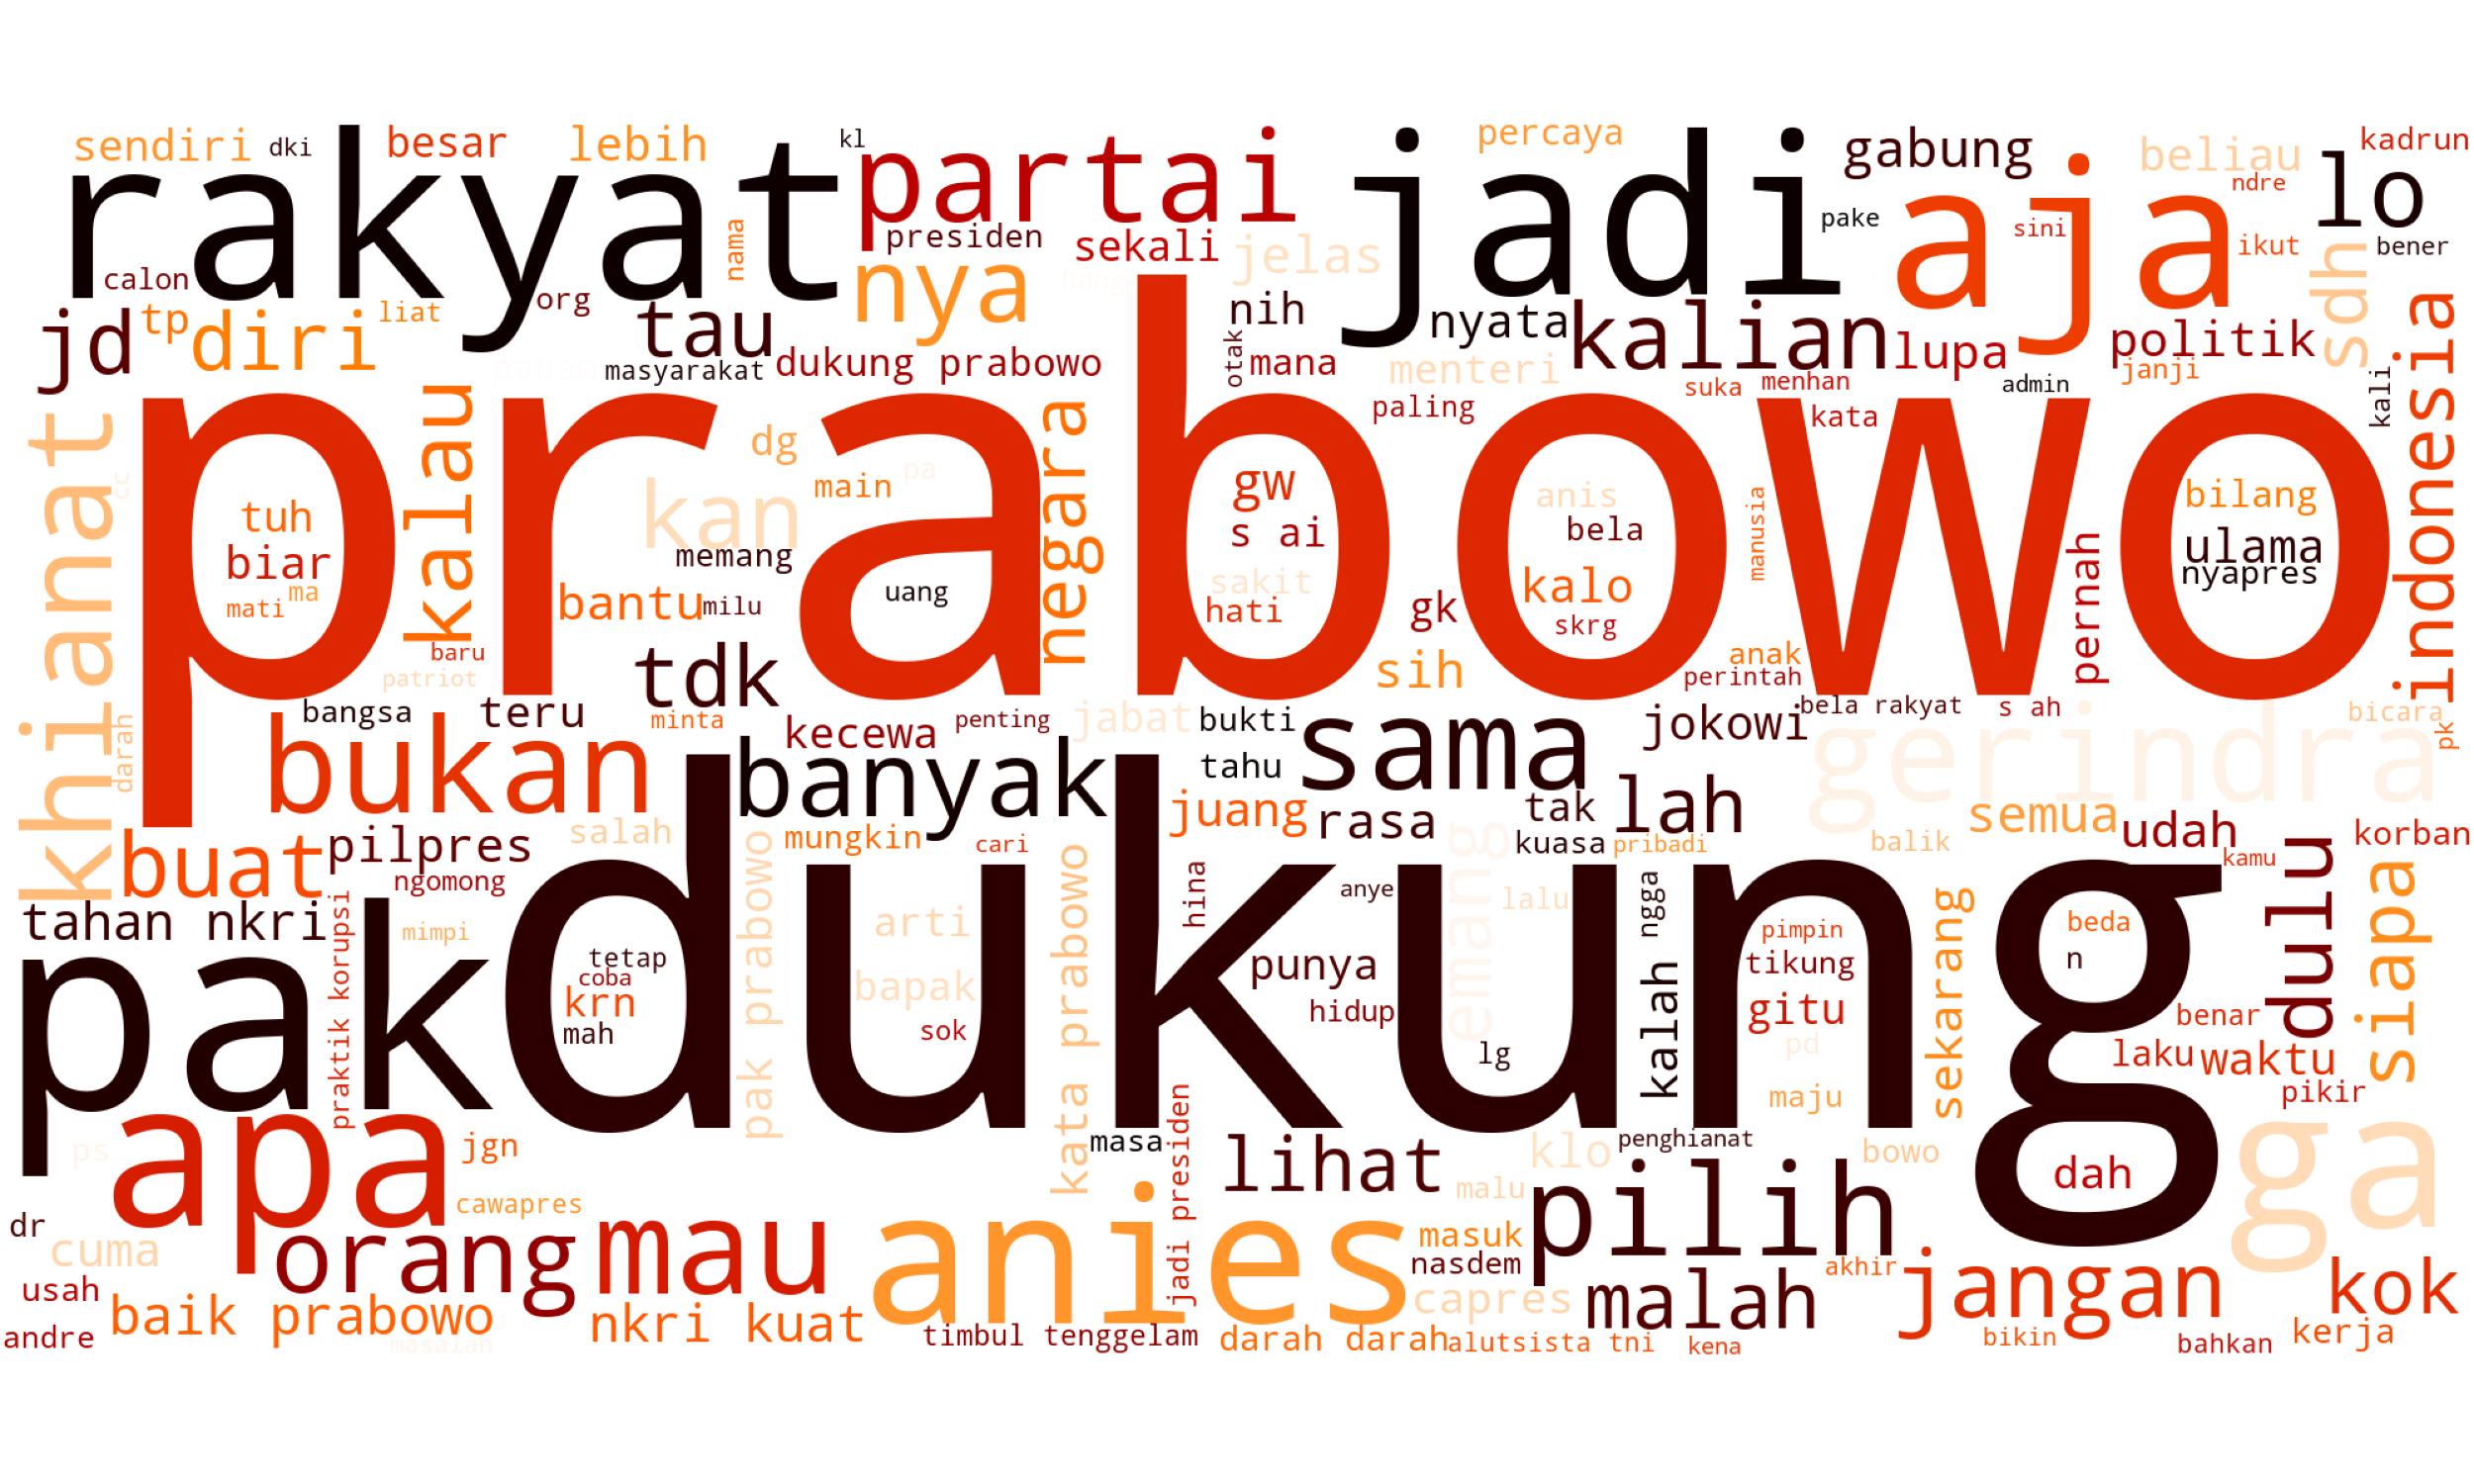 sendiri
dki
besar
lebih
kl
partai
percaya
gabung
beliau
kadrun
rakyat
jadi
aja
lo
ndre
calon
nama
presiden
sekali
jelas
pake
sini
ikut
bener
sdh
jd
tp
diri
liat
org
tau
nya
nih
nyata
kalian
lupa
politik
indonesia
masyarakat
dukung prabowo
otak
mana
menteri
suka
menhan
admin
janji
kali
khianat
cc
prabowo
kalau
dg
negara
paling
kata
kan
main
pa
gw
anis
bilang
tuh
biar
mati
ma
memang
s ai
bela
manusia
ulama
nyapres
bantu
milu
uang
sakit
hati
gk
kalo
skrg
pernah
baru
patriot
tdk
sih
anak
perintah
bangsa
teru
minta
kecewa
penting
jabat
bukti
sama
jokowi
bela rakyat
s ah
gerindra
bicara
pk
darah
bukan
banyak
tahu
juang
rasa
tak
lah
semua
udah
korban
buat
pilpres
salah
mungkin
cari
kuasa
pribadi
balik
kamu
ngomong
dukung
hina
anye
emang
lalu
ngga
sekarang
dulu
siapa
tahan nkri
praktik korupsi
mimpi
pak
tetap
coba
krn
mah
pak prabowo
arti
bapak
sok
kata prabowo
punya
hidup
lg
kalah
pimpin
tikung
gitu
pd
maju
beda
n
benar
laku
waktu
pikir
ps
apa
jgn
cawapres
masa
jadi presiden
lihat
klo
penghianat
bowo
dah
ga
malu
pilih
dr
cuma
orang
mau
anies
masuk
nasdem
akhir
jangan
kok
usah
baik prabowo
nkri kuat
capres
malah
andre
timbul tenggelam
darah darah
alutsista tni
kena
bikin
bahkan
kerja